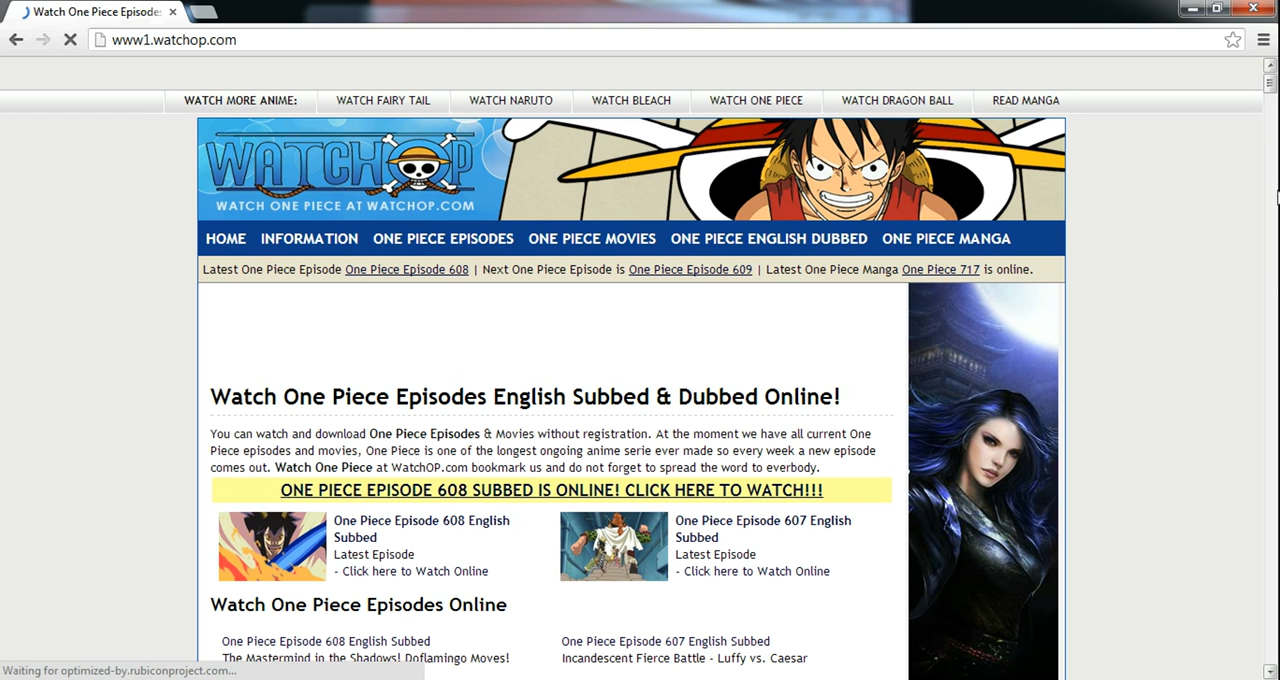 Watch One Piece Episode
www1.watchop.com
WATCH MORE ANIME: WATCH FAIRY TAIL WATCH NARUTO WATCH BLEACH WATCH ONE PIECE WATCH DRAGON BALL READ MANGA
WATCHOP
WATCH ONE PIECE AT WATCHOP.COM
HOME INFORMATION ONE PIECE EPISODES ONE PIECE MOVIES ONE PIECE ENGLISH DUBBED ONE PIECE MANGA
Latest One Piece Episode One Piece Episode 608 | Next One Piece Episode is One Piece Episode 609 | Latest One Piece Manga One Piece 717 is online.
Watch One Piece Episodes English Subbed & Dubbed Online!
You can watch and download One Piece Episodes & Movies without registration. At the moment we have all current One
Piece episodes and movies, One Piece is one of the longest ongoing anime serie ever made so every week a new episode
comes out. Watch One Piece at WatchOP.com bookmark us and do not forget to spread the word to everbody.
ONE PIECE EPISODE 608 SUBBED IS ONLINE! CLICK HERE TO WATCH!!!
One Piece Episode 608 English
Subbed
Latest Episode
- Click here to Watch Online
One Piece Episode 607 English
Subbed
Latest Episode
- Click here to Watch Online
Watch One Piece Episodes Online
One Piece Episode 608 English Subbed
The Mastermind in the Shadows! Doflamingo Moves!
One Piece Episode 607 English Subbed
Incandescent Fierce Battle - Luffy vs. Caesar
Waiting for optimized-by.rubiconproject.com...